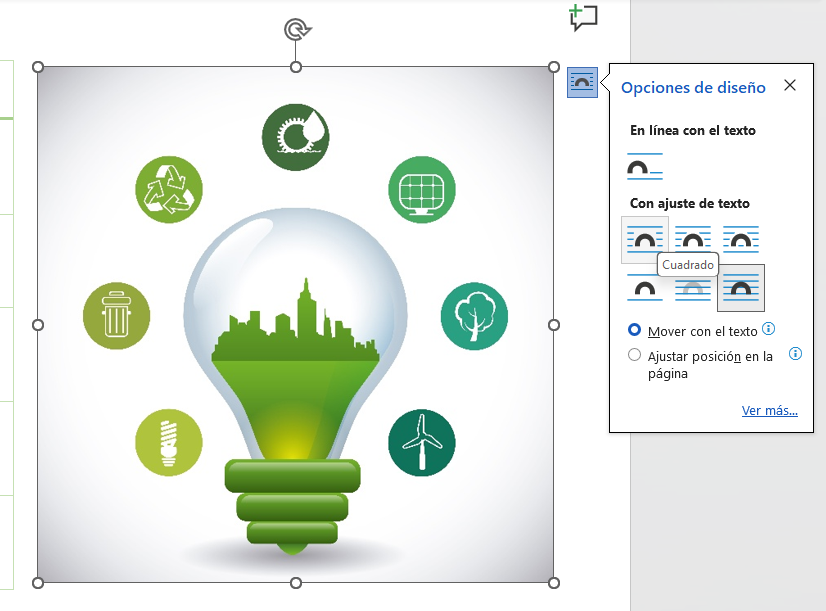 Opciones de diseño
En línea con el texto
Con ajuste de texto
Cuadrado
Mover con el texto
Ajustar posición en la
página
Ver más...